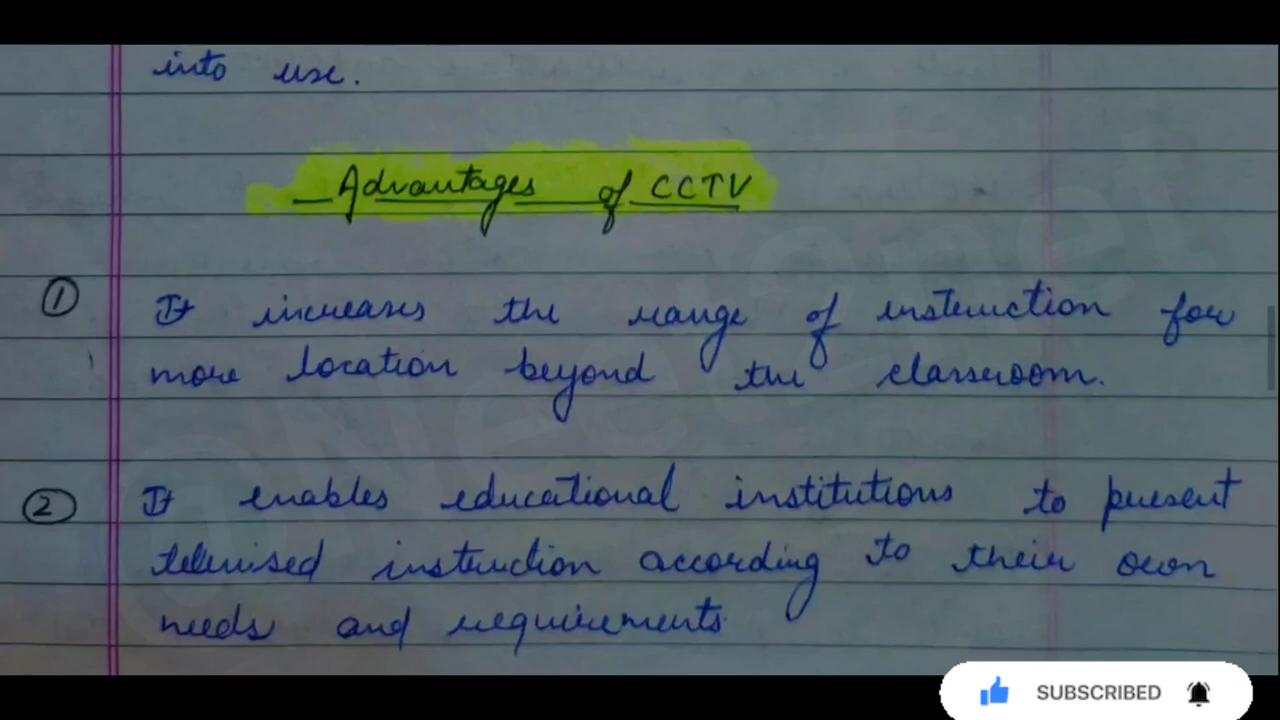 into use.
Advantages of CCTV
① It increases the range of instruction for
more location beyond the classroom.
② It enables educational institutions to present
televised instruction according to their own
needs and requirements.
SUBSCRIBED